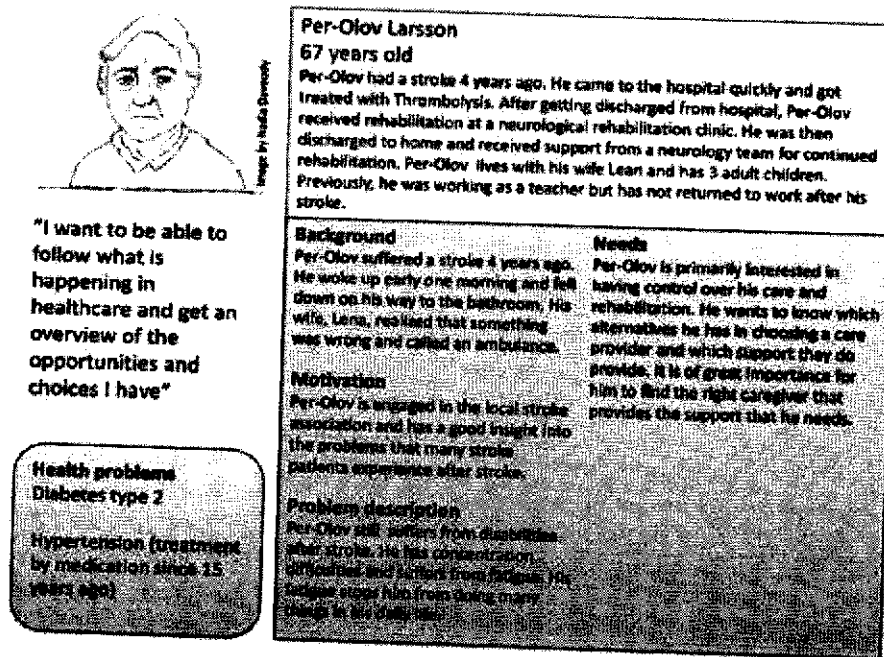 Image by Nadia Davoody
"I want to be able to
follow what is
happening in
healthcare and get an
overview of the
opportunities and
choices I have"
Health problems
Diabetes type 2
Hypertension (treatment
by medication since 15
years ago)
Per-Olov Larsson
67 years old
Per-Olov had a stroke 4 years ago. He came to the hospital quickly and got
treated with Thrombolysis. After getting discharged from hospital, Per-Olov
received rehabilitation at a neurological rehabilitation clinic. He was then
discharged to home and received support from a neurology team for continued
rehabilitation. Per-Olov lives with his wife Lean and has 3 adult children.
Previously, he was working as a teacher but has not returned to work after his
stroke.
Background
Per-Olov suffered a stroke 4 years ago.
He woke up early one morning and fell
down on his way to the bathroom. His
wife, Lena, realised that something
was wrong and called an ambulance.
Motivation
Per-Olov is engaged in the local stroke
association and has a good insight into
the problems that many stroke
patients experience after stroke.
Problem description
Per-Olov still suffers from disabilities
after stroke. He has concentration
difficulties and suffers from fatigue. His
fatigue stops him from doing many
things in his daily life.
Needs
Per-Olov is primarily interested in
having control over his care and
rehabilitation. He wants to know which
alternatives he has in choosing a care
provider and which support they do
provide. It is of great importance for
him to find the right caregiver that
provides the support that he needs.